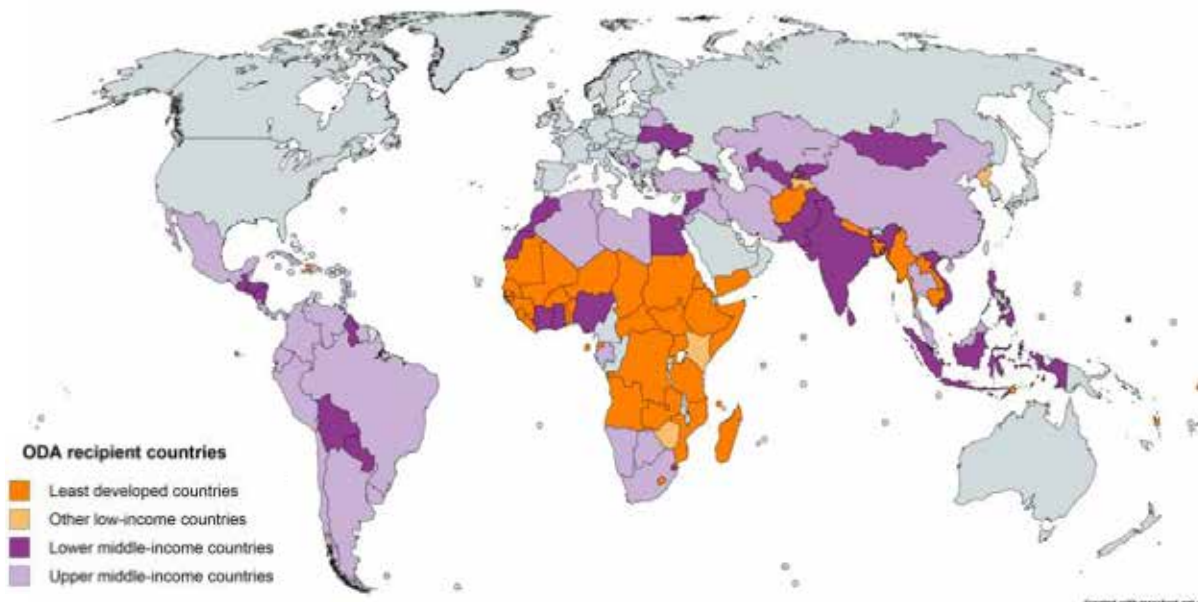 ODA recipient countries
Least developed countries
Other low-income countries
Lower middle-income countries
Upper middle-income countries